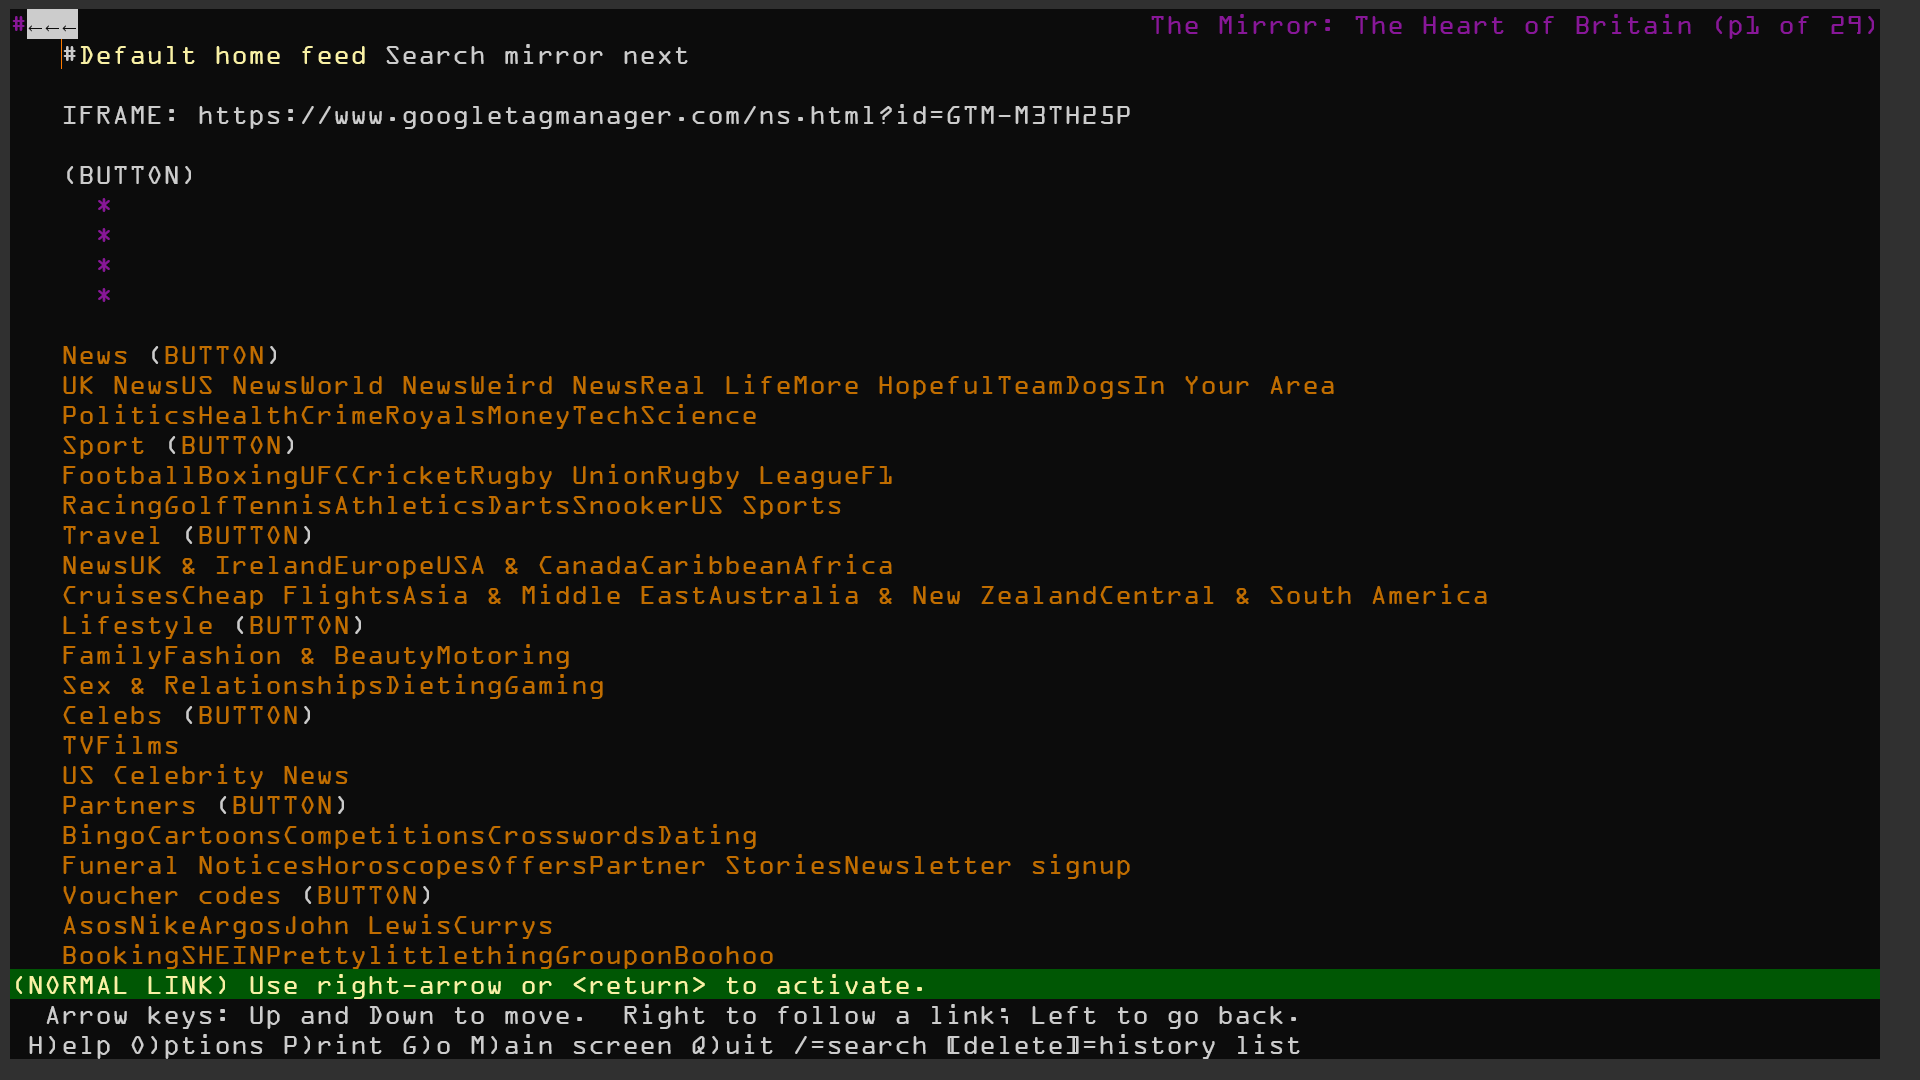 #←←← The Mirror: The Heart of Britain (p1 of 29)
#Default home feed Search mirror next
IFRAME: https://www.googletagmanager.com/ns.html?id=GTM-M3TH25P
(BUTTON)
*
*
*
*
News (BUTTON)
UK NewsUS NewsWorld NewsWeird NewsReal LifeMore HopefulTeamDogsIn Your Area
PoliticsHealthCrimeRoyalsMoneyTechScience
Sport (BUTTON)
FootballBoxingUFCCricketRugby UnionRugby LeagueF1
RacingGolfTennisAthleticsDartsSnookerUS Sports
Travel (BUTTON)
NewsUK & IrelandEuropeUSA & CanadaCaribbeanAfrica
CruisesCheap FlightsAsia & Middle EastAustralia & New ZealandCentral & South America
Lifestyle (BUTTON)
FamilyFashion & BeautyMotoring
Sex & RelationshipsDietingGaming
Celebs (BUTTON)
TVFilms
US Celebrity News
Partners (BUTTON)
BingoCartoonsCompetitionsCrosswordsDating
Funeral NoticesHoroscopesOffersPartner StoriesNewsletter signup
Voucher codes (BUTTON)
AsosNikeArgosJohn LewisCurrys
BookingSHEINPrettylittlethingGrouponBoohoo
(NORMAL LINK) Use right-arrow or <return> to activate.
Arrow keys: Up and Down to move.  Right to follow a link; Left to go back.
H)elp O)ptions P)rint G)o M)ain screen Q)uit /=search [delete]=history list